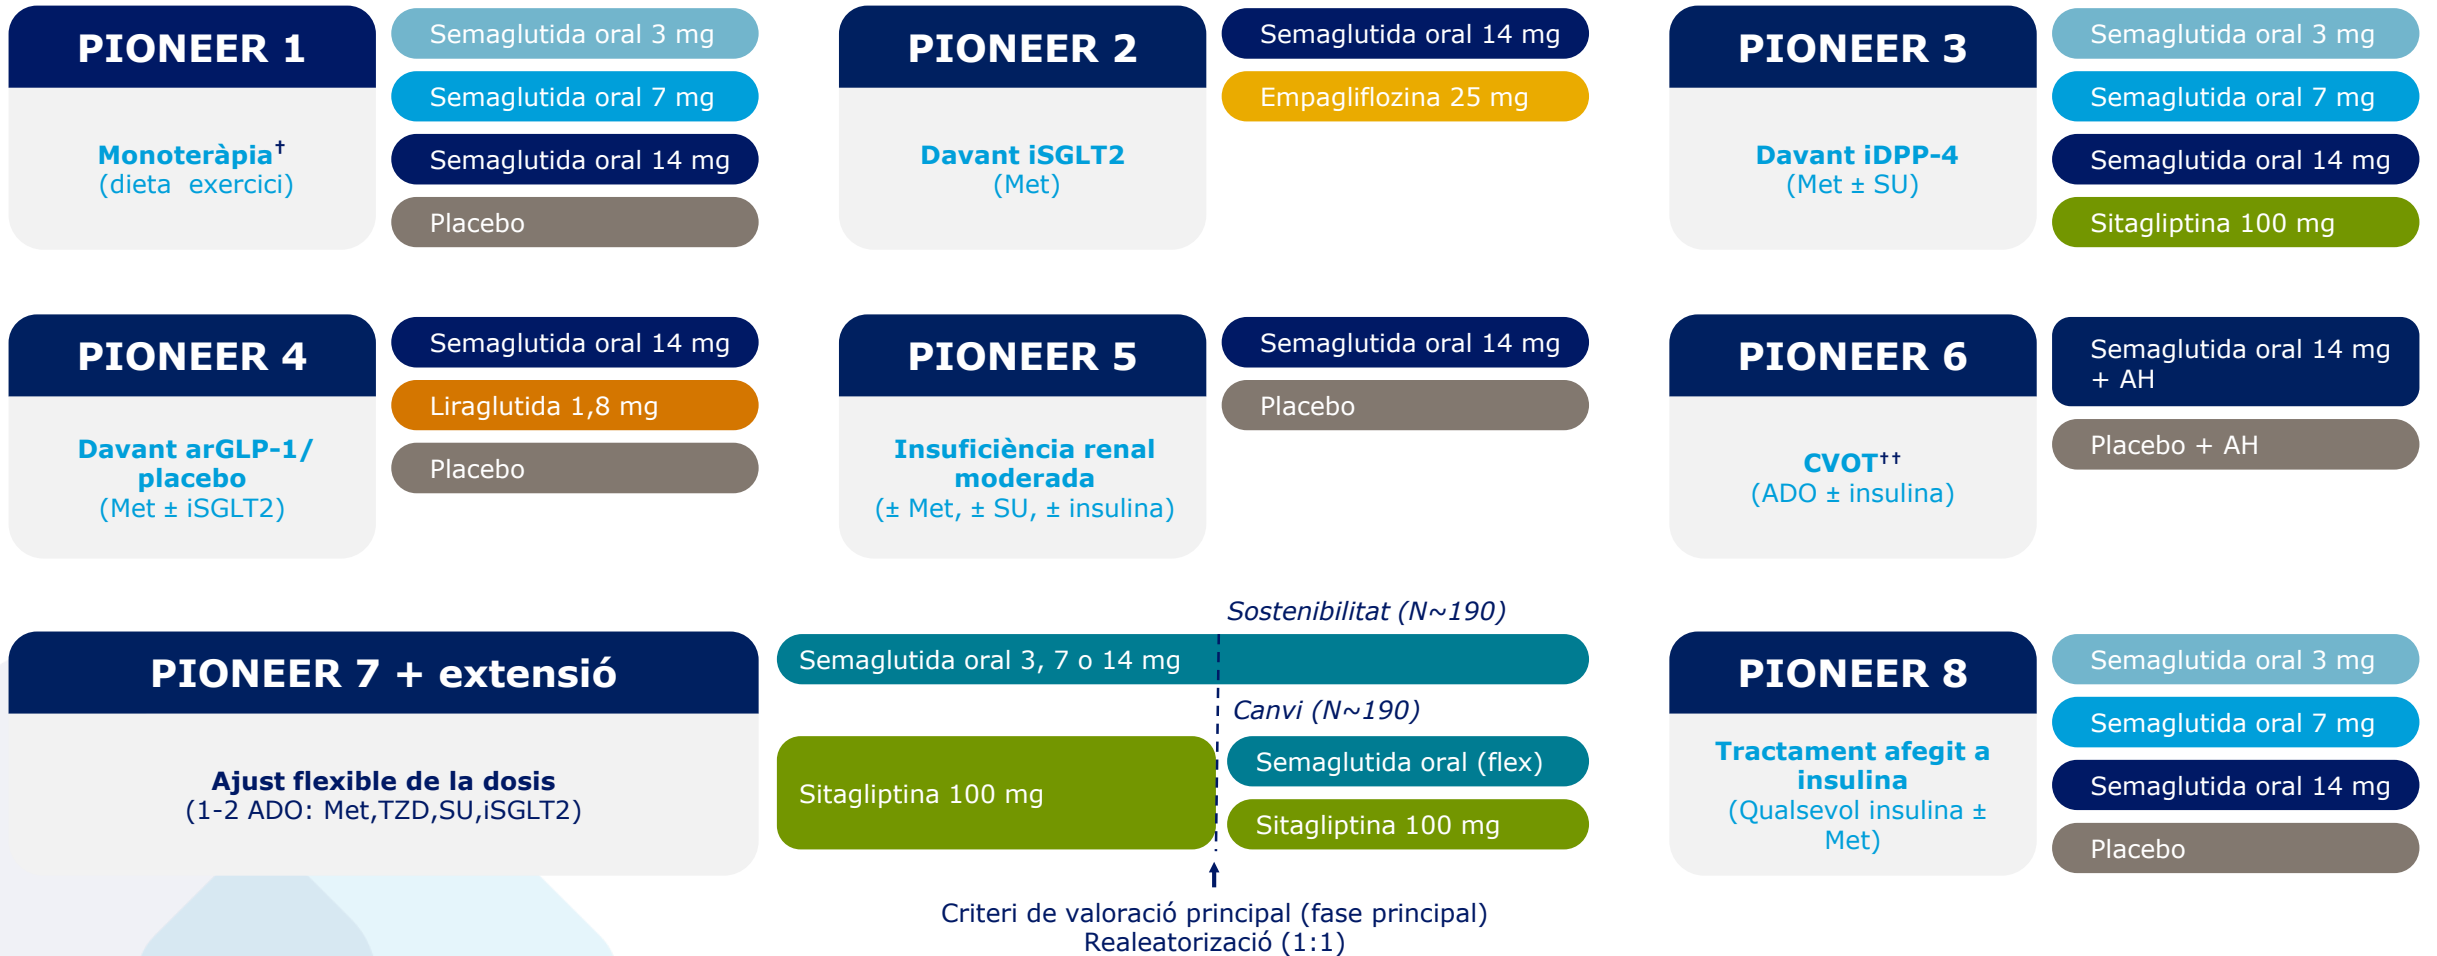 PIONEER 1
Monoteràpia†
(dieta exercici)
Semaglutida oral 3 mg
Semaglutida oral 7 mg
Semaglutida oral 14 mg
Placebo
PIONEER 2
Davant iSGLT2
(Met)
Semaglutida oral 14 mg
Empagliflozina 25 mg
PIONEER 3
Davant iDPP-4
(Met ± SU)
Semaglutida oral 3 mg
Semaglutida oral 7 mg
Semaglutida oral 14 mg
Sitagliptina 100 mg
PIONEER 4
Davant arGLP-1/
placebo
(Met ± iSGLT2)
Semaglutida oral 14 mg
Liraglutida 1,8 mg
Placebo
PIONEER 5
Insuficiència renal
moderada
(± Met, ± SU, ± insulina)
Semaglutida oral 14 mg
Placebo
PIONEER 6
CVOT††
(ADO ± insulina)
Semaglutida oral 14 mg
+ AH
Placebo + AH
PIONEER 7 + extensió
Ajust flexible de la dosis
(1-2 ADO: Met,TZD,SU,iSGLT2)
Sostenibilitat (N~190)
Semaglutida oral 3, 7 o 14 mg
Canvi (N~190)
Sitagliptina 100 mg
Semaglutida oral (flex)
Sitagliptina 100 mg
Criteri de valoració principal (fase principal)
Realeatorizació (1:1)
PIONEER 8
Tractament afegit a
insulina
(Qualsevol insulina ±
Met)
Semaglutida oral 3 mg
Semaglutida oral 7 mg
Semaglutida oral 14 mg
Placebo